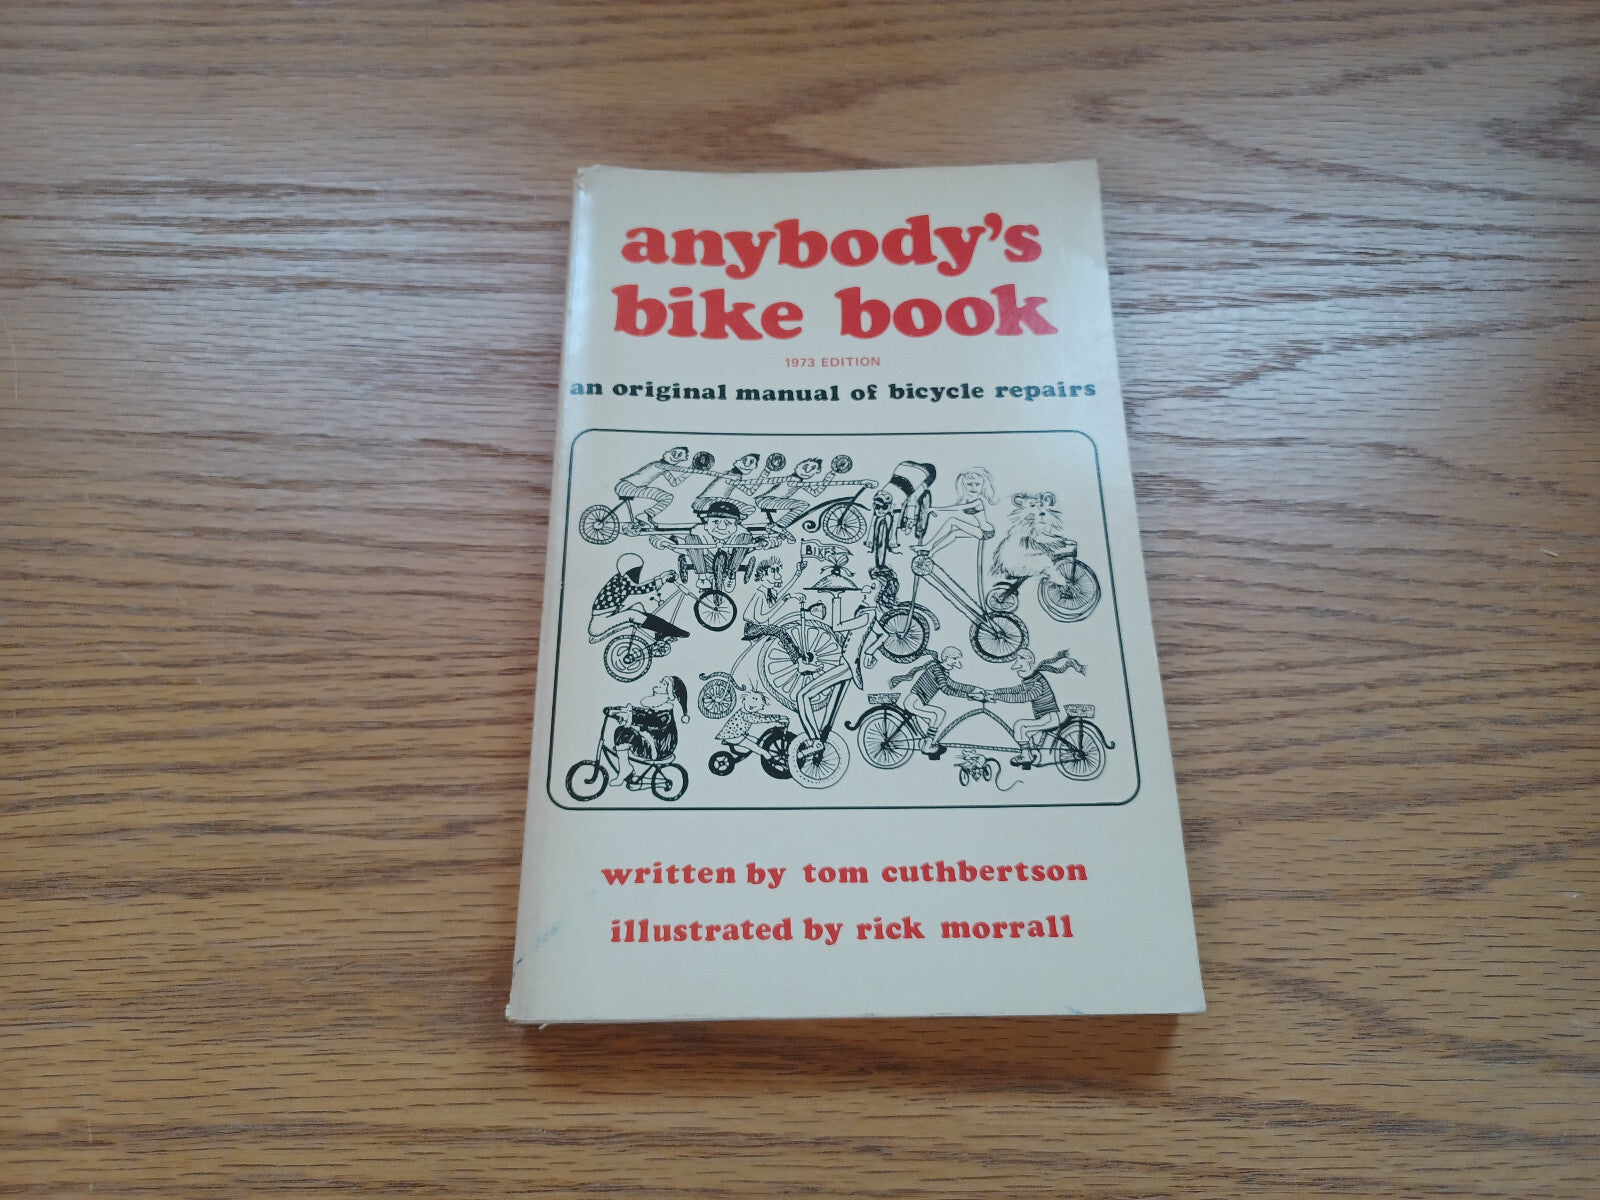 anybody's
bike book
1973 EDITION
an original manual of bicycle repairs
BIKES
written by tom cuthbertson
illustrated by rick morrall